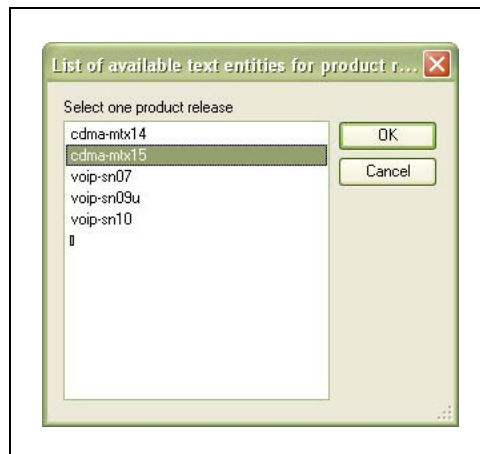 List of available text entities for product r...
Select one product release
cdma-mtx14
OK
cdma-mtx15
Cancel
voip-sn07
voip-sn09u
voip-sn10